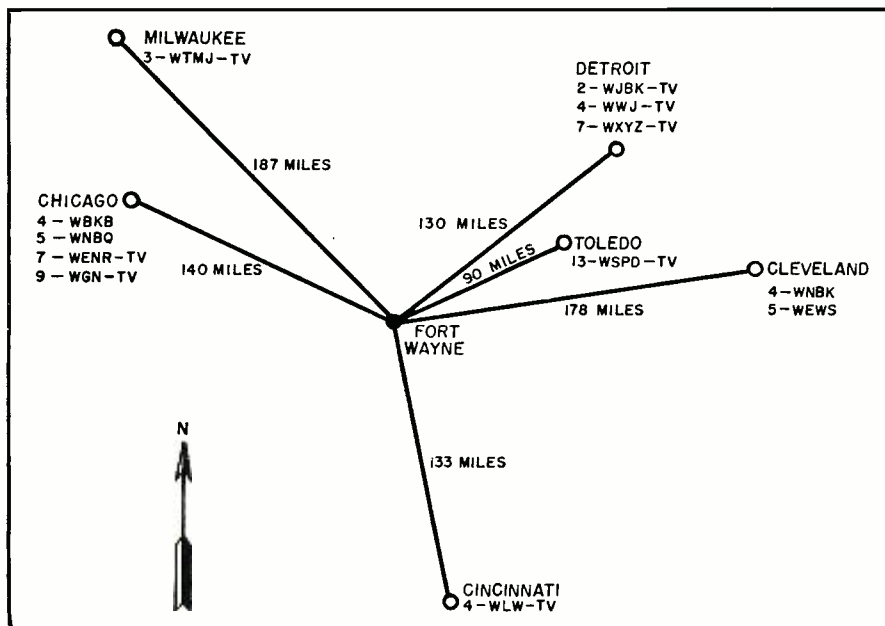 MILWAUKEE
3-WTMJ-TV
DETROIT
2-WJBK-TV
4-WWJ-TV
7-WXYZ-TV
187 MILES
CHICAGO
4-WBKB
5-WNBQ
7-WENR-TV
9-WGN-TV
140 MILES
130 MILES
90 MILES
TOLEDO
13-WSPD-TV
CLEVELAND
4-WNBK
5-WEWS
178 MILES
FORT
WAYNE
N
133 MILES
CINCINNATI
4-WLW-TV